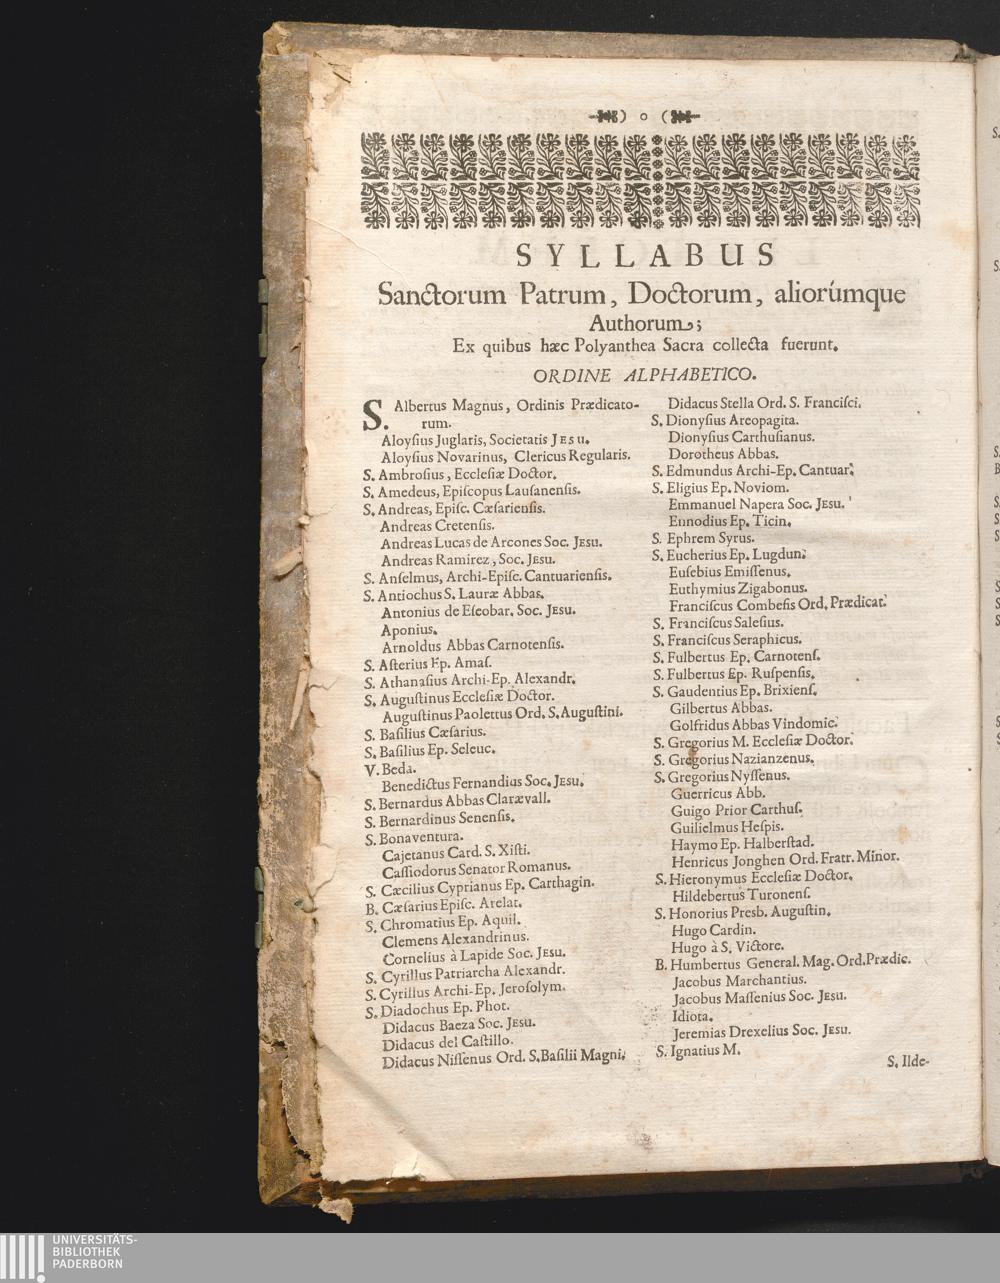 ) o (
SYLLABUS
Sanctorum Patrum, Doctorum, aliorúmque
Authorum;
Ex quibus hæc Polyanthea Sacra collecta fuerunt.
ORDINE ALPHABETICO.
S. Albertus Magnus, Ordinis Prædicato-
rum.
Aloyſius Juglaris, Societatis JESU.
Aloyſius Novarinus, Clericus Regularis.
S. Ambroſius, Eccleſiæ Doctor.
S. Amedeus, Epiſcopus Lauſanenſis.
S. Andreas, Epiſc. Cæſarienſis.
Andreas Cretenſis.
Andreas Lucas de Arcones Soc. JESU.
Andreas Ramirez, Soc. JESU.
S. Anſelmus, Archi-Epiſc. Cantuarienſis.
S. Antiochus S. Lauræ Abbas.
Antonius de Eſcobar. Soc. JESU.
Aponius.
Arnoldus Abbas Carnotenſis.
S. Aſterius Ep. Amaſ.
S. Athanaſius Archi-Ep. Alexandr.
S. Auguſtinus Eccleſiæ Doctor.
Auguſtinus Paolettus Ord. S. Auguſtini.
S. Baſilius Cæſarius.
S. Baſilius Ep. Seleuc.
V. Beda.
Benedictus Fernandius Soc. JESU.
S. Bernardus Abbas Clarævall.
S. Bernardinus Senenſis.
S. Bonaventura.
Cajetanus Card. S. Xiſti.
Caſſiodorus Senator Romanus.
S. Cæcilius Cyprianus Ep. Carthagin.
B. Cæſarius Epiſc. Arelat.
S. Chromatius Ep. Aquil.
Clemens Alexandrinus.
Cornelius à Lapide Soc. JESU.
S. Cyrillus Patriarcha Alexandr.
S. Cyrillus Archi-Ep. Jeroſolym.
S. Diadochus Ep. Phot.
Didacus Baeza Soc. JESU.
Didacus del Caſtillo.
Didacus Niſſenus Ord. S. Baſilii Magni.
Didacus Stella Ord. S. Franciſci.
S. Dionyſius Areopagita.
Dionyſius Carthuſianus.
Dorotheus Abbas.
S. Edmundus Archi-Ep. Cantuar.
S. Eligius Ep. Noviom.
Emmanuel Napera Soc. JESU.
Ennodius Ep. Ticin.
S. Ephrem Syrus.
S. Eucherius Ep. Lugdun.
Euſebius Emiſſenus.
Euthymius Zigabonus.
Franciſcus Combefis Ord. Prædicat.
S. Franciſcus Saleſius.
S. Franciſcus Seraphicus.
S. Fulbertus Ep. Carnotenſ.
S. Fulbertus Ep. Ruſpenſis.
S. Gaudentius Ep. Brixienſ.
Gilbertus Abbas.
Golfridus Abbas Vindomic.
S. Gregorius M. Eccleſiæ Doctor.
S. Gregorius Nazianzenus.
S. Gregorius Nyſſenus.
Guerricus Abb.
Guigo Prior Carthuſ.
Guilielmus Heſpis.
Haymo Ep. Halberſtad.
Henricus Jonghen Ord. Fratr. Minor.
S. Hieronymus Eccleſiæ Doctor.
Hildebertus Turonenſ.
S. Honorius Presb. Auguſtin.
Hugo Cardin.
Hugo à S. Victore.
B. Humbertus General. Mag. Ord. Prædic.
Jacobus Marchantius.
Jacobus Maſſenius Soc. JESU.
Idiota.
Jeremias Drexelius Soc. JESU.
S. Ignatius M.
S. Ilde-
UNIVERSITÄTS-
BIBLIOTHEK
PADERBORN